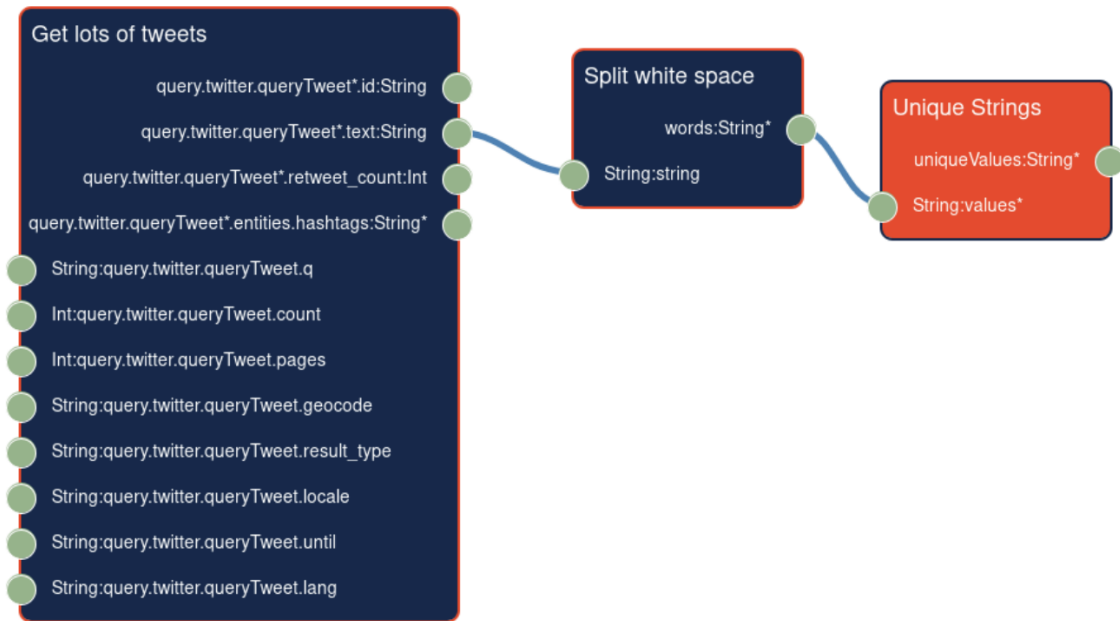 Get lots of tweets
query.twitter.queryTweet*.id:String
query.twitter.queryTweet*.text:String
query.twitter.queryTweet*.retweet_count:Int
query.twitter.queryTweet*.entities.hashtags:String*
String:query.twitter.queryTweet.q
Int:query.twitter.queryTweet.count
Int:query.twitter.queryTweet.pages
String:query.twitter.queryTweet.geocode
String:query.twitter.queryTweet.result_type
String:query.twitter.queryTweet.locale
String:query.twitter.queryTweet.until
String:query.twitter.queryTweet.lang
Split white space
words:String*
String:string
Unique Strings
uniqueValues:String*
String:values*